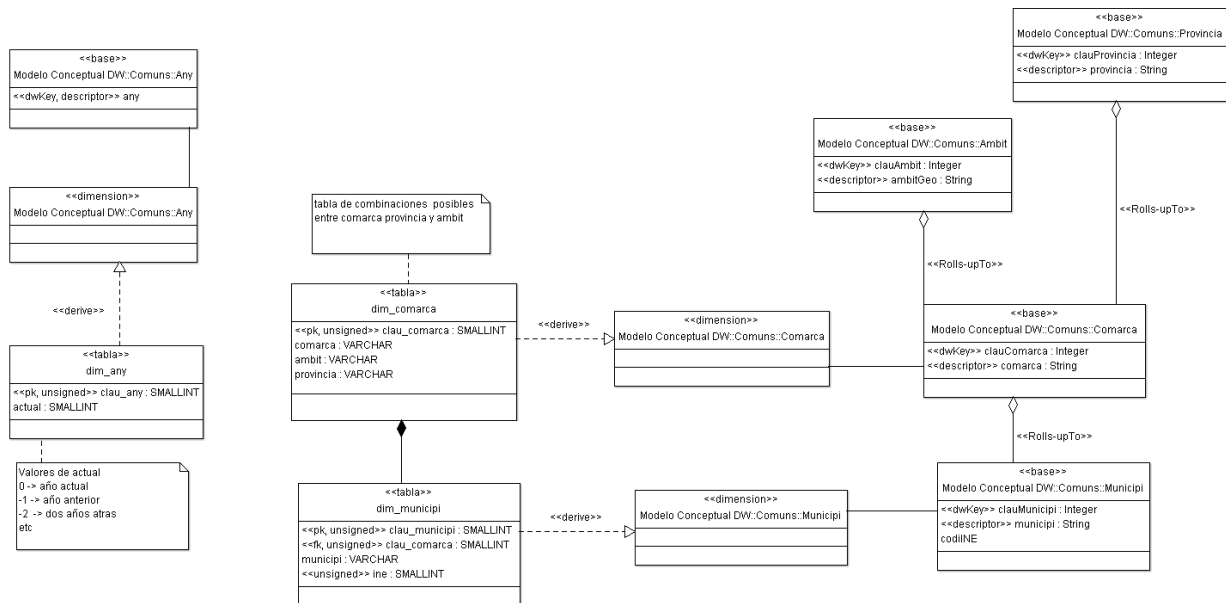 <<base>>
Modelo Conceptual DW::Comuns::Any
<<dwKey, descriptor>> any
<<dimension>>
Modelo Conceptual DW::Comuns::Any
<<derive>>
<<tabla>>
dim_any
<<pk, unsigned>> clau_any : SMALLINT
actual : SMALLINT
Valores de actual
0 -> año actual
-1 -> año anterior
-2 -> dos años atras
etc
tabla de combinaciones posibles
entre comarca provincia y ambit
<<tabla>>
dim_comarca
<<pk, unsigned>> clau_comarca : SMALLINT
comarca : VARCHAR
ambit : VARCHAR
provincia : VARCHAR
<<derive>>
<<dimension>>
Modelo Conceptual DW::Comuns::Comarca
<<tabla>>
dim_municipi
<<pk, unsigned>> clau_municipi : SMALLINT
<<fk, unsigned>> clau_comarca : SMALLINT
municipi : VARCHAR
<<unsigned>> ine : SMALLINT
<<derive>>
<<dimension>>
Modelo Conceptual DW::Comuns::Municipi
<<base>>
Modelo Conceptual DW::Comuns::Provincia
<<dwKey>> clauProvincia : Integer
<<descriptor>> provincia : String
<<base>>
Modelo Conceptual DW::Comuns::Ambit
<<dwKey>> clauAmbit : Integer
<<descriptor>> ambitGeo : String
<<Rolls-upTo>>
<<Rolls-upTo>>
<<base>>
Modelo Conceptual DW::Comuns::Comarca
<<dwKey>> clauComarca : Integer
<<descriptor>> comarca : String
<<Rolls-upTo>>
<<base>>
Modelo Conceptual DW::Comuns::Municipi
<<dwKey>> clauMunicipi : Integer
<<descriptor>> municipi : String
codiINE